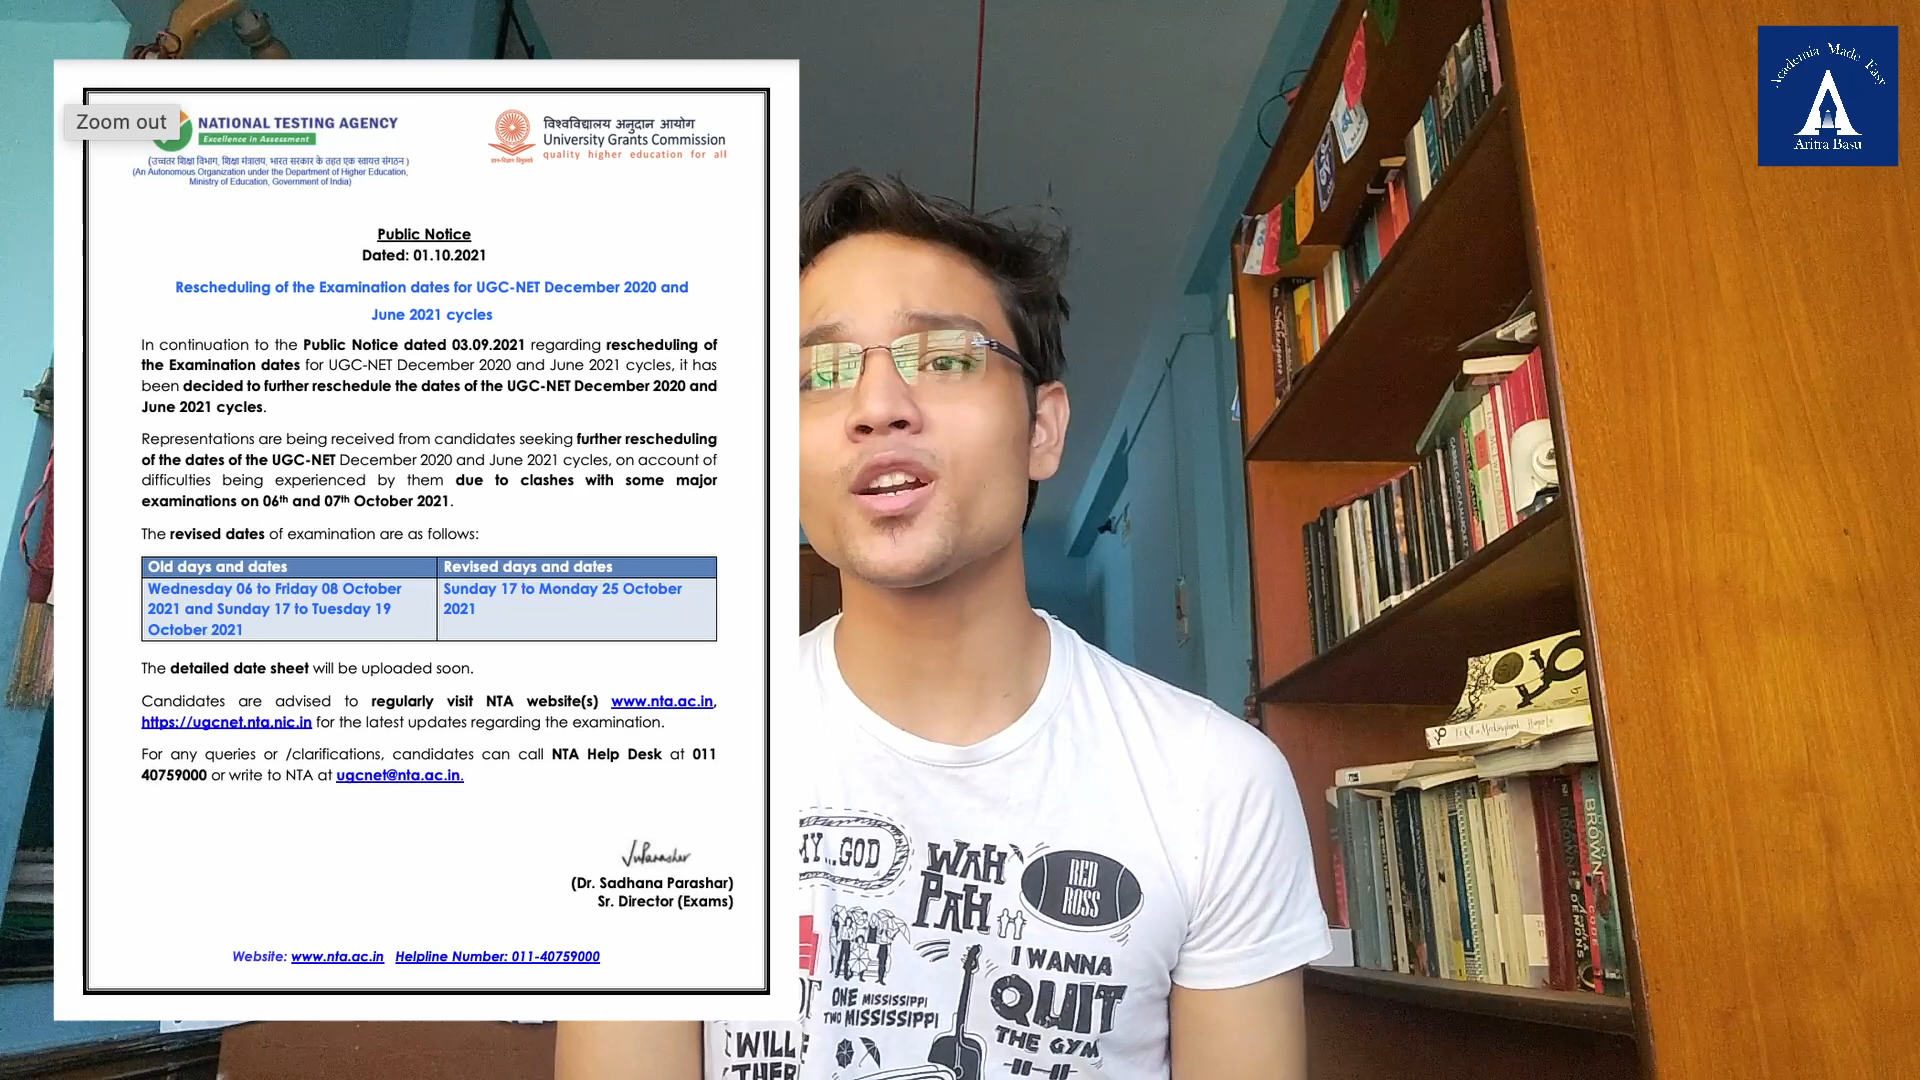 Zoom out
NATIONAL TESTING AGENCY
Excellence in Assessment
(उच्चतर शिक्षा विभाग, शिक्षा मंत्रालय, भारत सरकार के तहत एक स्वायत्त संगठन )
(An Autonomous Organization under the Department of Higher Education,
Ministry of Education, Government of India)
विश्वविद्यालय अनुदान आयोग
University Grants Commission
quality higher education for all
Public Notice
Dated: 01.10.2021
Rescheduling of the Examination dates for UGC-NET December 2020 and
June 2021 cycles
In continuation to the Public Notice dated 03.09.2021 regarding rescheduling of
the Examination dates for UGC-NET December 2020 and June 2021 cycles, it has
been decided to further reschedule the dates of the UGC-NET December 2020 and
June 2021 cycles.
Representations are being received from candidates seeking further rescheduling
of the dates of the UGC-NET December 2020 and June 2021 cycles, on account of
difficulties being experienced by them due to clashes with some major
examinations on 06th and 07th October 2021.
The revised dates of examination are as follows:
Old days and dates
Revised days and dates
Wednesday 06 to Friday 08 October
2021 and Sunday 17 to Tuesday 19
October 2021
Sunday 17 to Monday 25 October
2021
The detailed date sheet will be uploaded soon.
Candidates are advised to regularly visit NTA website(s) www.nta.ac.in,
https://ugcnet.nta.nic.in for the latest updates regarding the examination.
For any queries or /clarifications, candidates can call NTA Help Desk at 011
40759000 or write to NTA at ugcnet@nta.ac.in.
(Dr. Sadhana Parashar)
Sr. Director (Exams)
Website: www.nta.ac.in Helpline Number: 011-40759000
Academia Made Easy
Aritra Basu
MY...GOD
WAH
PAH
RED
ROSS
I WANNA
QUIT
THE GYM
ONE MISSISSIPPI
TWO MISSISSIPPI
I WILL
THER
To Kill a Mockingbird
BROWN
BROWN
DEMONS
CODE